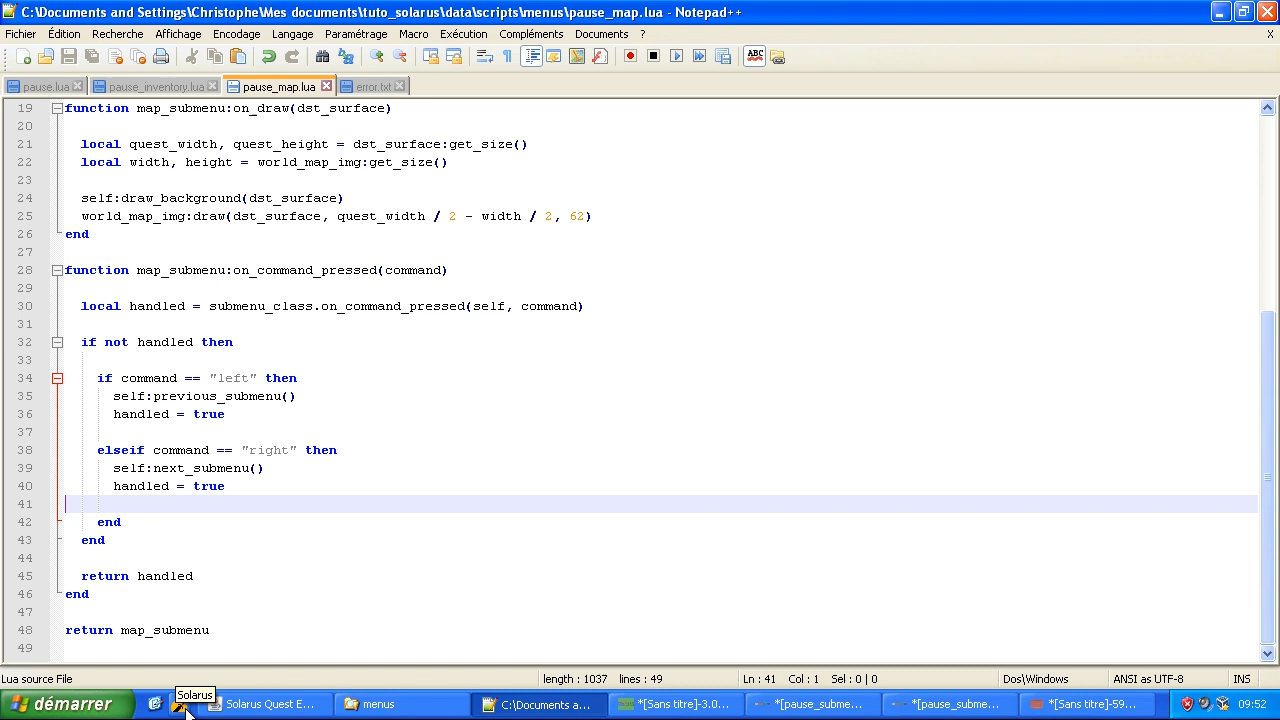 C:\Documents and Settings\Christophe\Mes documents\tuto_solarus\data\scripts\menus\pause_map.lua - Notepad++
Fichier Édition Recherche Affichage Encodage Langage Paramétrage Macro Exécution Compléments Documents ? X
pause.lua pause_inventory.lua pause_map.lua error.txt
19 function map_submenu:on_draw(dst_surface)
20
21 local quest_width, quest_height = dst_surface:get_size()
22 local width, height = world_map_img:get_size()
23
24 self:draw_background(dst_surface)
25 world_map_img:draw(dst_surface, quest_width / 2 - width / 2, 62)
26 end
27
28 function map_submenu:on_command_pressed(command)
29
30 local handled = submenu_class.on_command_pressed(self, command)
31
32 if not handled then
33
34 if command == "left" then
35 self:previous_submenu()
36 handled = true
37
38 elseif command == "right" then
39 self:next_submenu()
40 handled = true
41
42 end
43 end
44
45 return handled
46 end
47
48 return map_submenu
49
Lua source File length : 1037 lines : 49 Ln : 41 Col : 1 Sel : 0 | 0 Dos\Windows ANSI as UTF-8 INS
Solarus
démarrer Solarus Quest E... menus C:\Documents a... *[Sans titre]-3.0... *[pause_subme... *[pause_subme... *[Sans titre]-59... 09:52